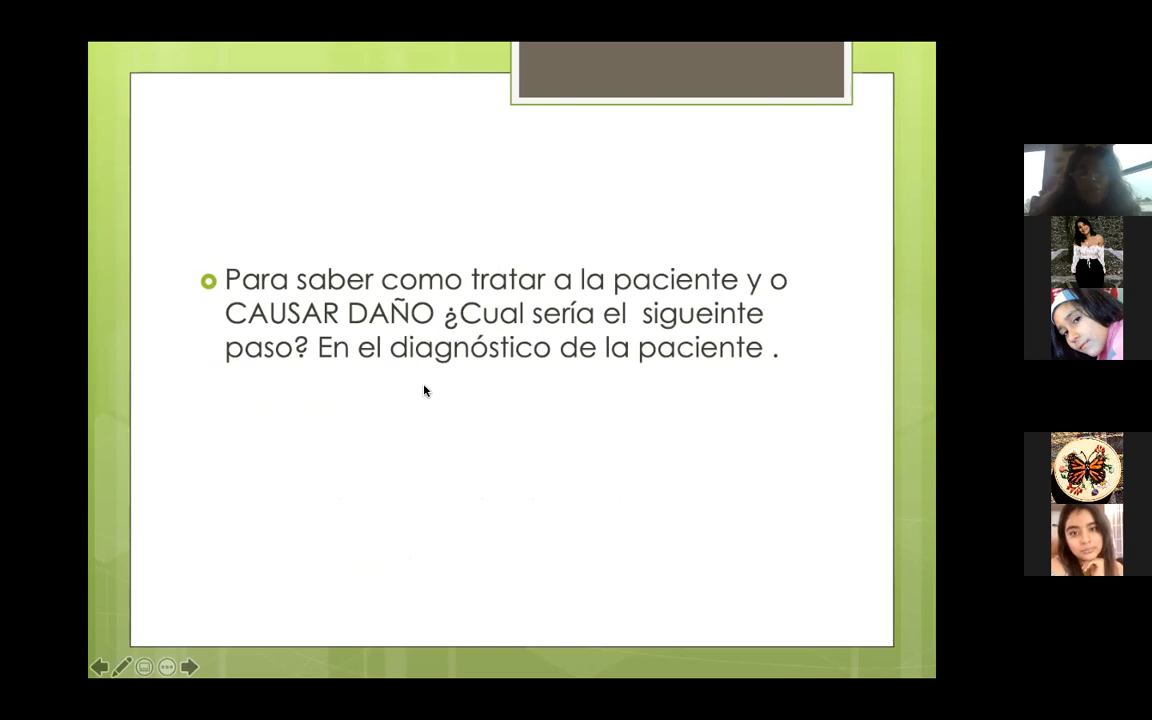 Para saber como tratar a la paciente y o
CAUSAR DAÑO ¿Cual sería el  sigueinte
paso? En el diagnóstico de la paciente .